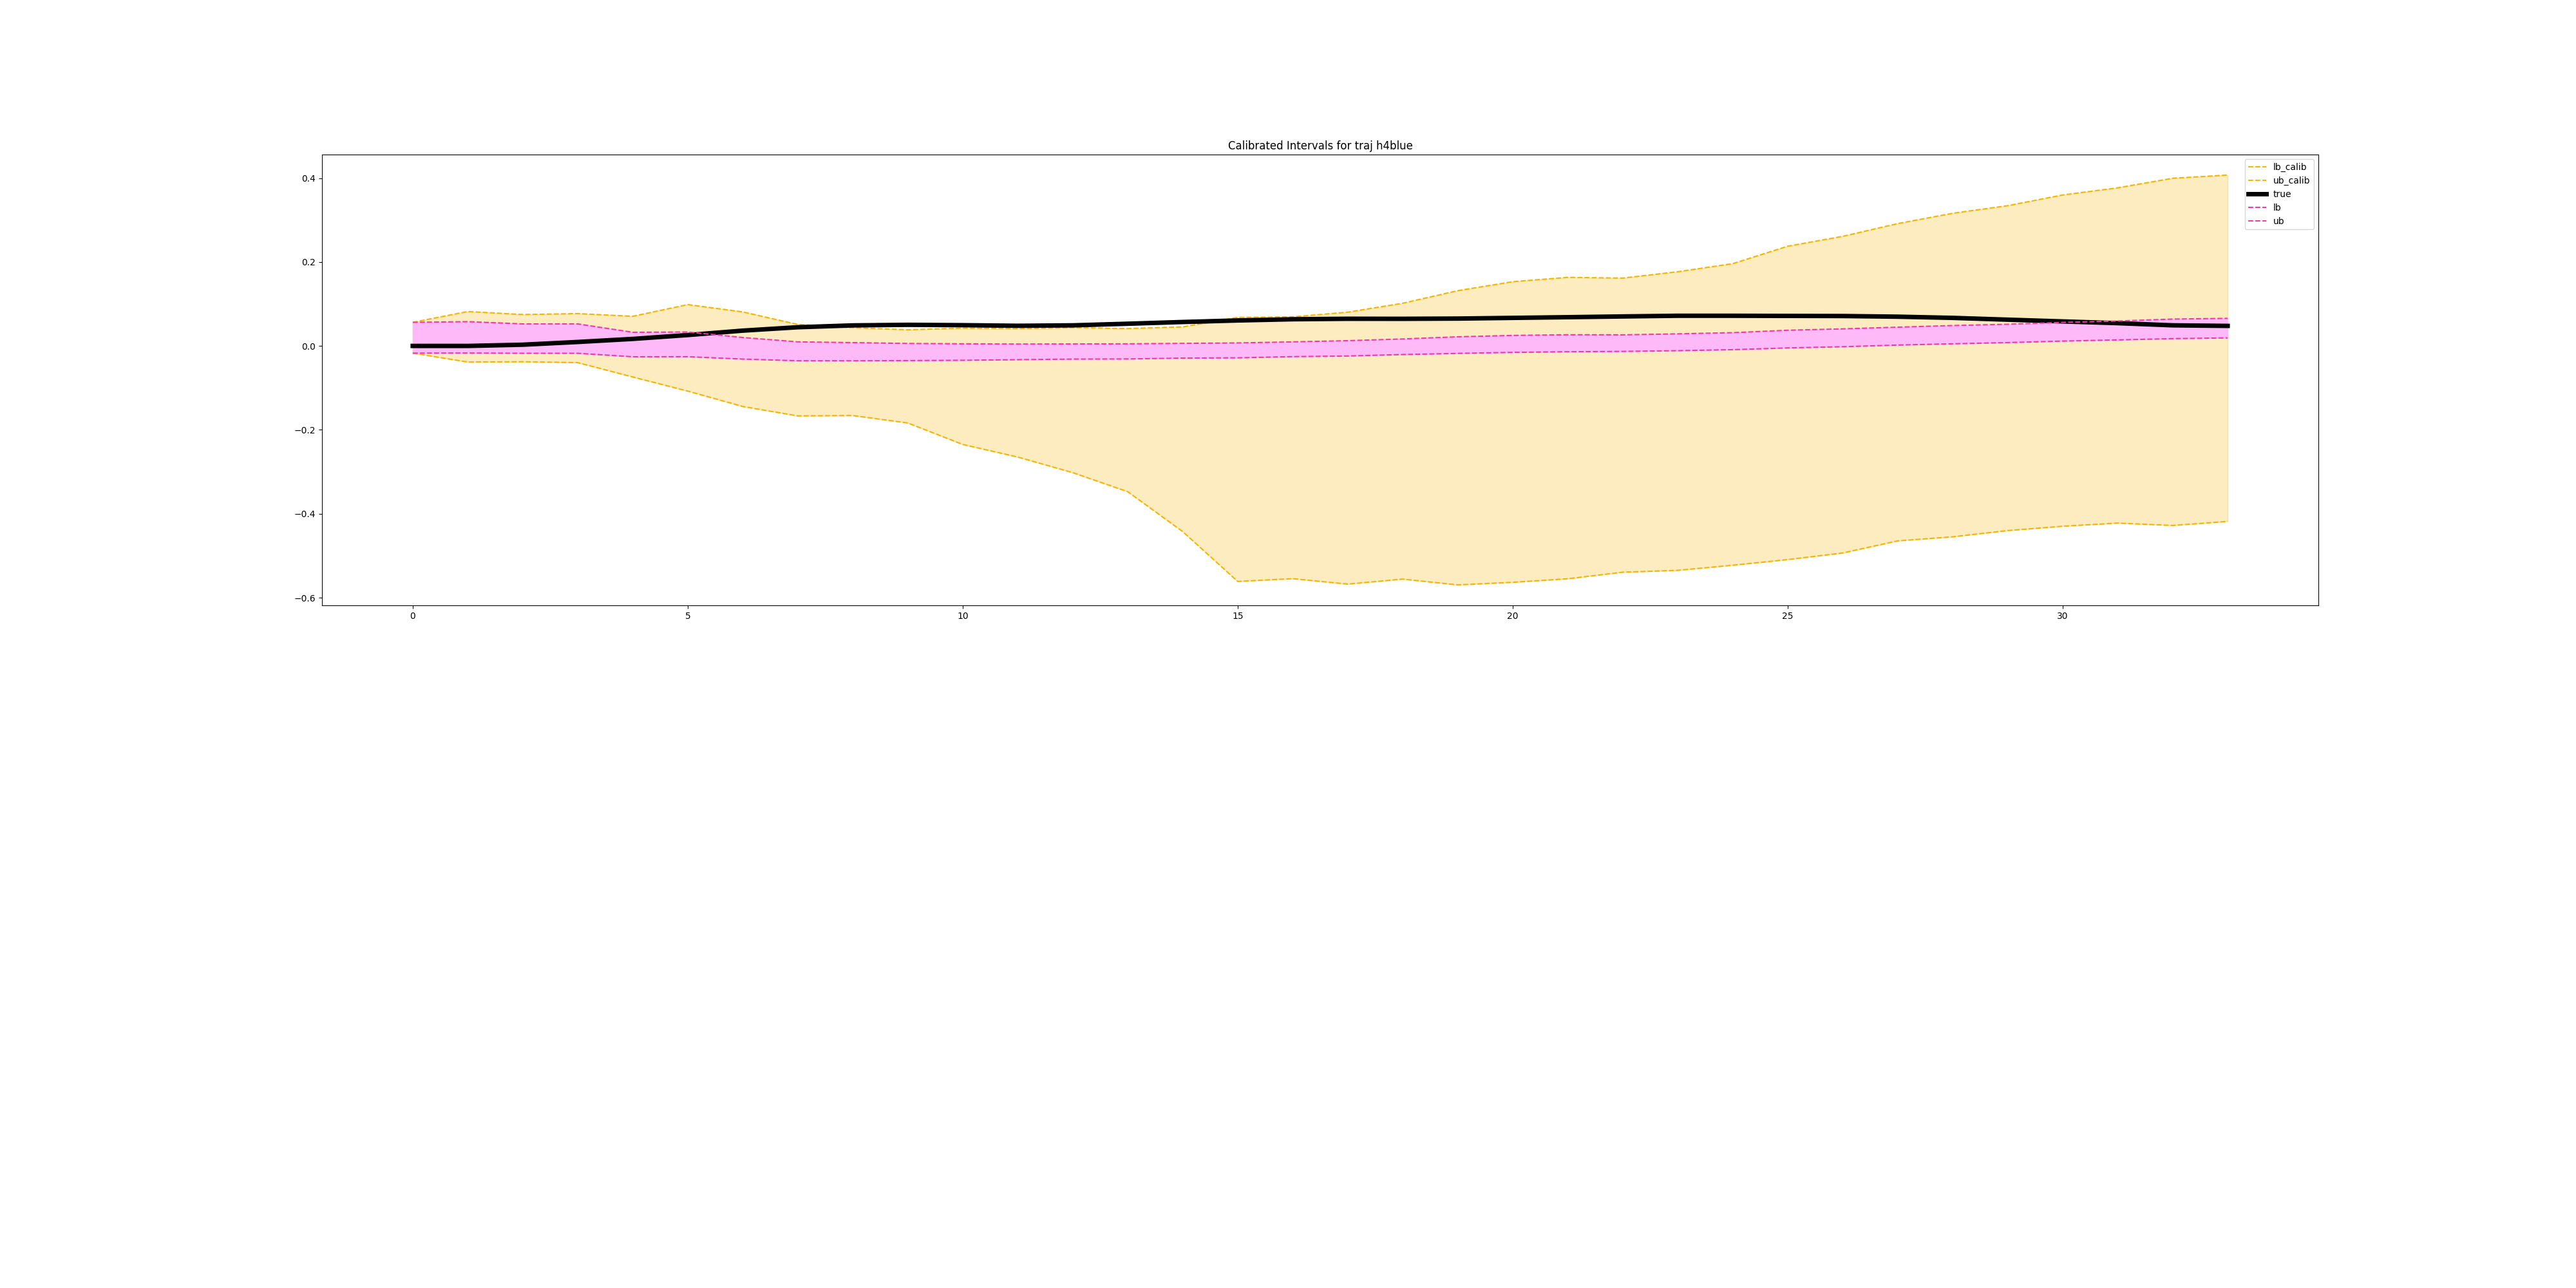 Calibrated Intervals for traj h4blue
lb_calib
ub_calib
true
lb
ub
0.4
0.2
0.0
−0.2
−0.4
−0.6
0 5 10 15 20 25 30